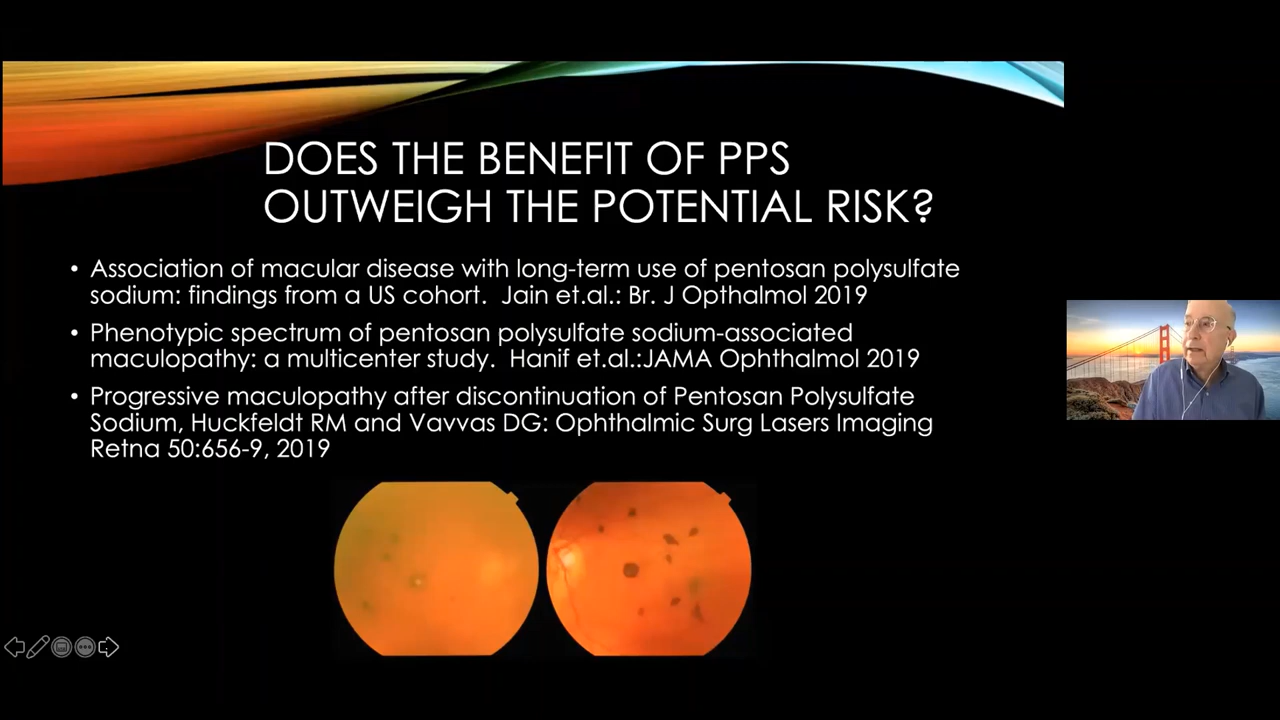 DOES THE BENEFIT OF PPS
OUTWEIGH THE POTENTIAL RISK?
• Association of macular disease with long-term use of pentosan polysulfate
sodium: findings from a US cohort. Jain et.al.: Br. J Opthalmol 2019
• Phenotypic spectrum of pentosan polysulfate sodium-associated
maculopathy: a multicenter study. Hanif et.al.:JAMA Ophthalmol 2019
• Progressive maculopathy after discontinuation of Pentosan Polysulfate
Sodium, Huckfeldt RM and Vavvas DG: Ophthalmic Surg Lasers Imaging
Retna 50:656-9, 2019